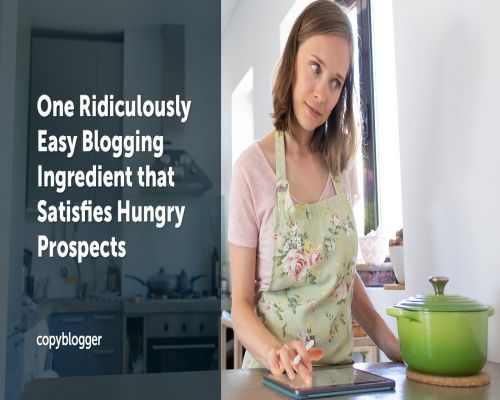 One Ridiculously
Easy Blogging
Ingredient that
Satisfies Hungry
Prospects
copyblogger